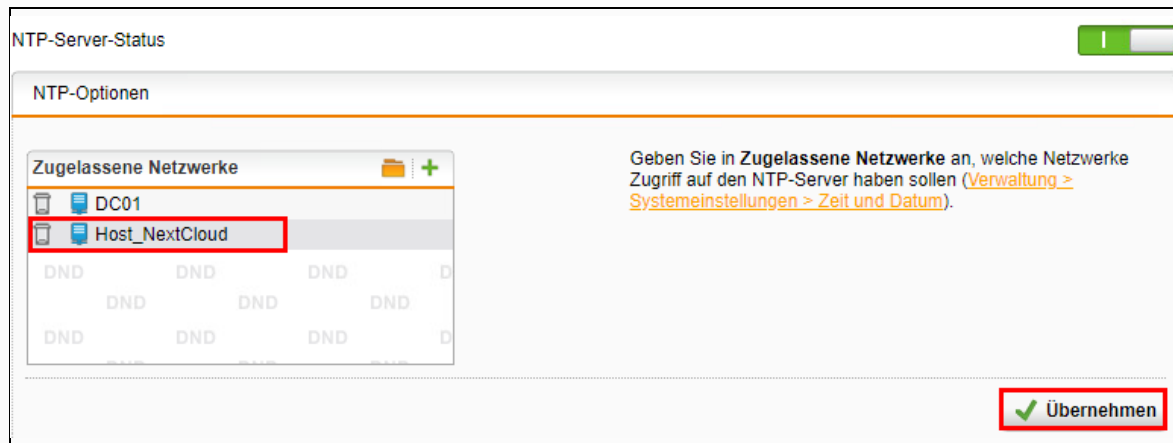 NTP-Server-Status
NTP-Optionen
Zugelassene Netzwerke
DC01
Host_NextCloud
DND DND DND D
DND DND DND
DND DND DND D
Geben Sie in Zugelassene Netzwerke an, welche Netzwerke
Zugriff auf den NTP-Server haben sollen (Verwaltung >
Systemeinstellungen > Zeit und Datum).
Übernehmen